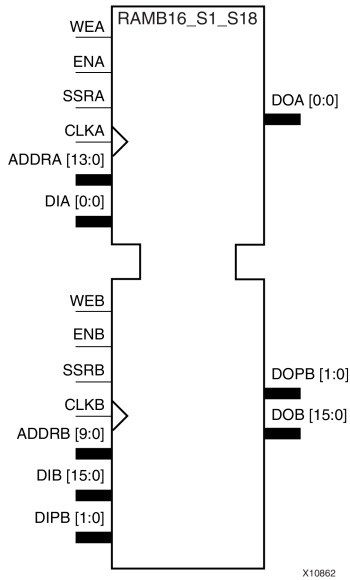 RAMB16_S1_S18
WEA
ENA
SSRA
DOA [0:0]
CLKA
ADDRA [13:0]
DIA [0:0]
WEB
ENB
SSRB
DOPB [1:0]
CLKB
DOB [15:0]
ADDRB [9:0]
DIB [15:0]
DIPB [1:0]
X10862